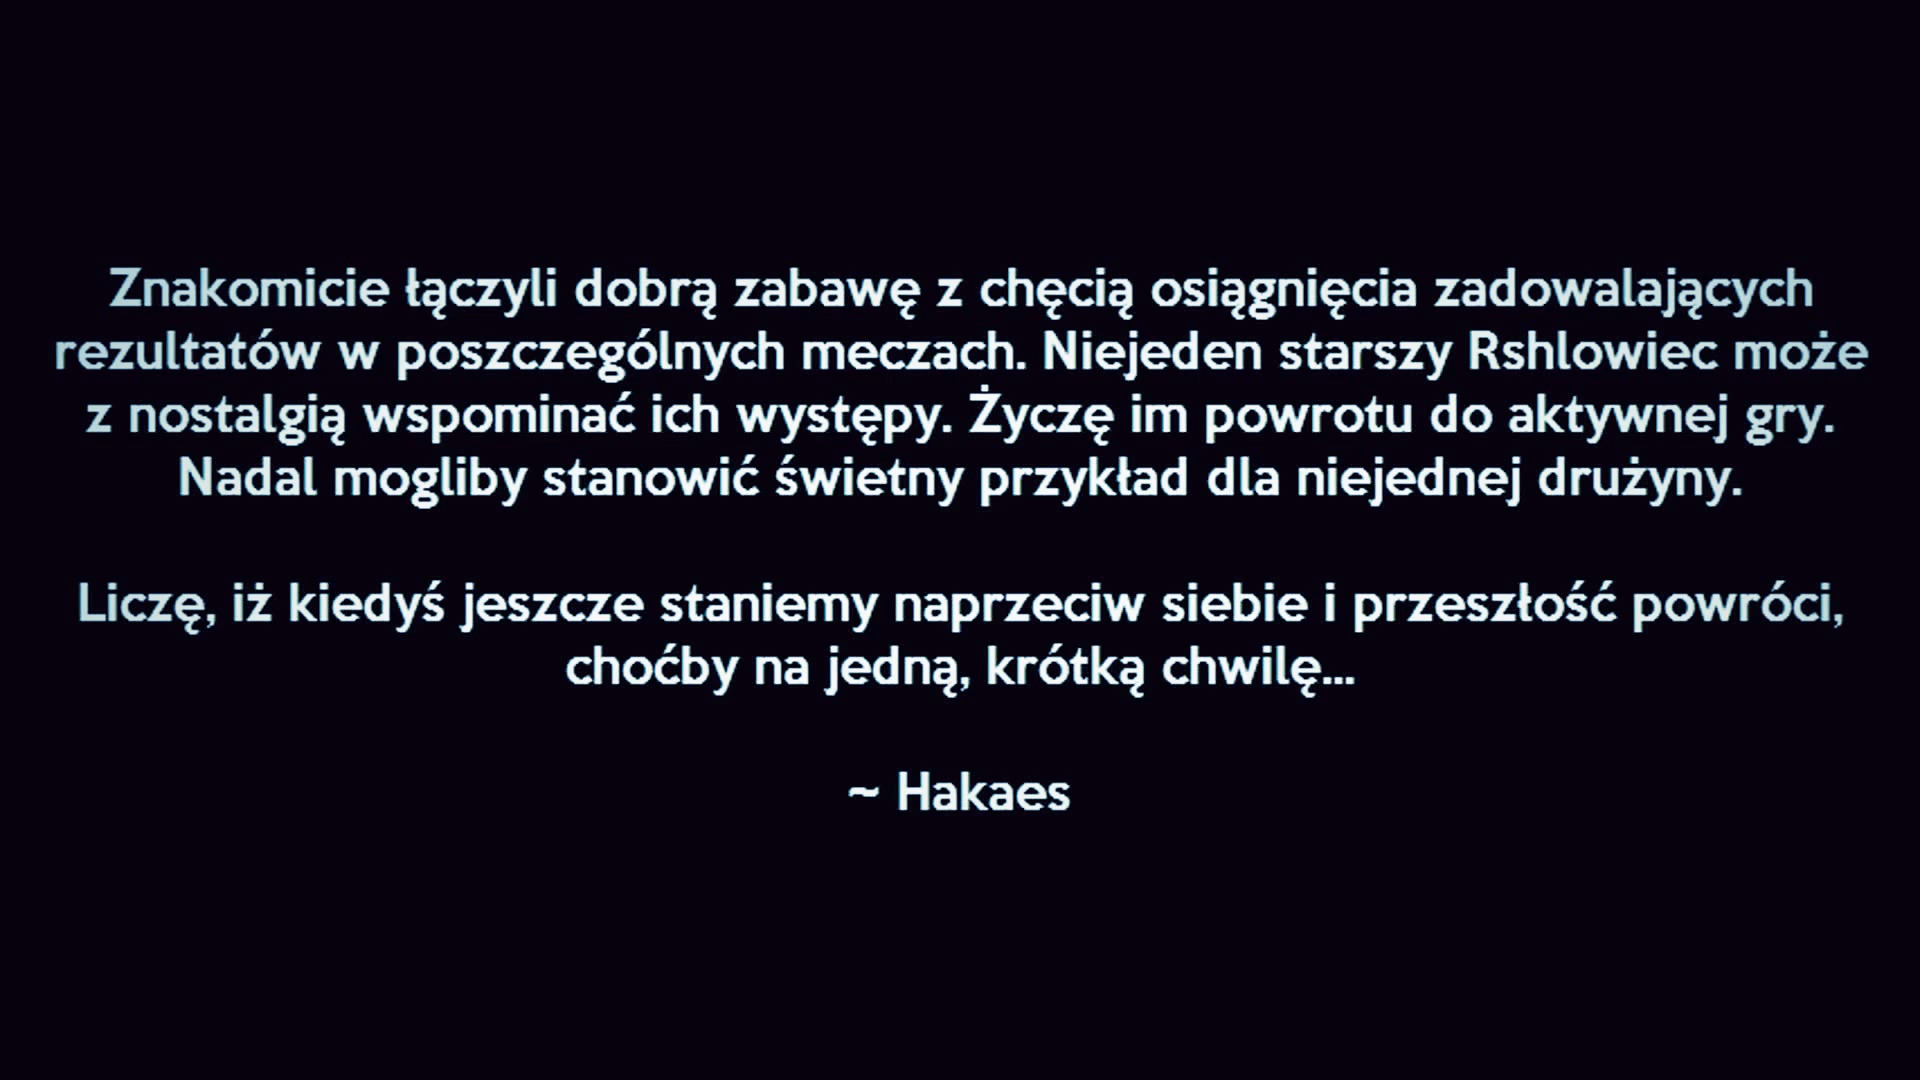 Znakomicie łączyli dobrą zabawę z chęcią osiągnięcia zadowalających
rezultatów w poszczególnych meczach. Niejeden starszy Rshlowiec może
z nostalgią wspominać ich występy. Życzę im powrotu do aktywnej gry.
Nadal mogliby stanowić świetny przykład dla niejednej drużyny.
Liczę, iż kiedyś jeszcze staniemy naprzeciw siebie i przeszłość powróci,
choćby na jedną, krótką chwilę...
~ Hakaes